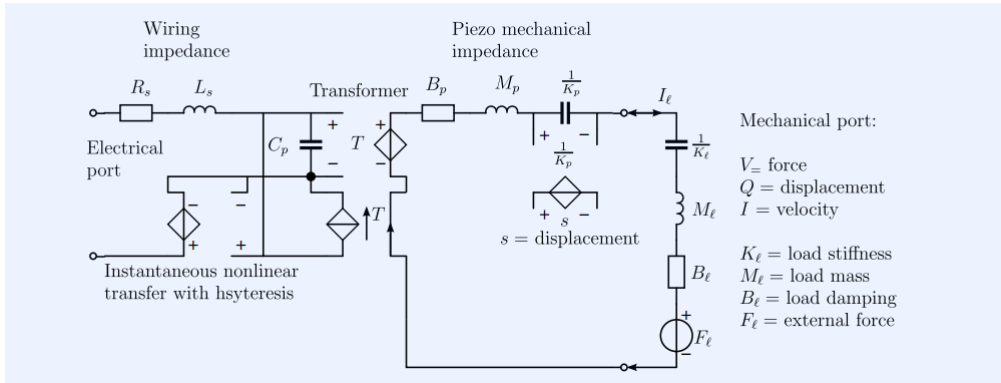 Wiring
impedance
Piezo mechanical
impedance
R_s
L_s
Transformer
B_p
M_p
1/K_p
I_ℓ
Electrical
port
C_p
+
−
T
+
−
+ −
1/K_p
1/K_ℓ
Mechanical port:
V_= force
Q = displacement
I = velocity
− −
+ +
T
+ s −
s = displacement
M_ℓ
K_ℓ = load stiffness
M_ℓ = load mass
B_ℓ = load damping
F_ℓ = external force
Instantaneous nonlinear
transfer with hsyteresis
B_ℓ
+
F_ℓ
−